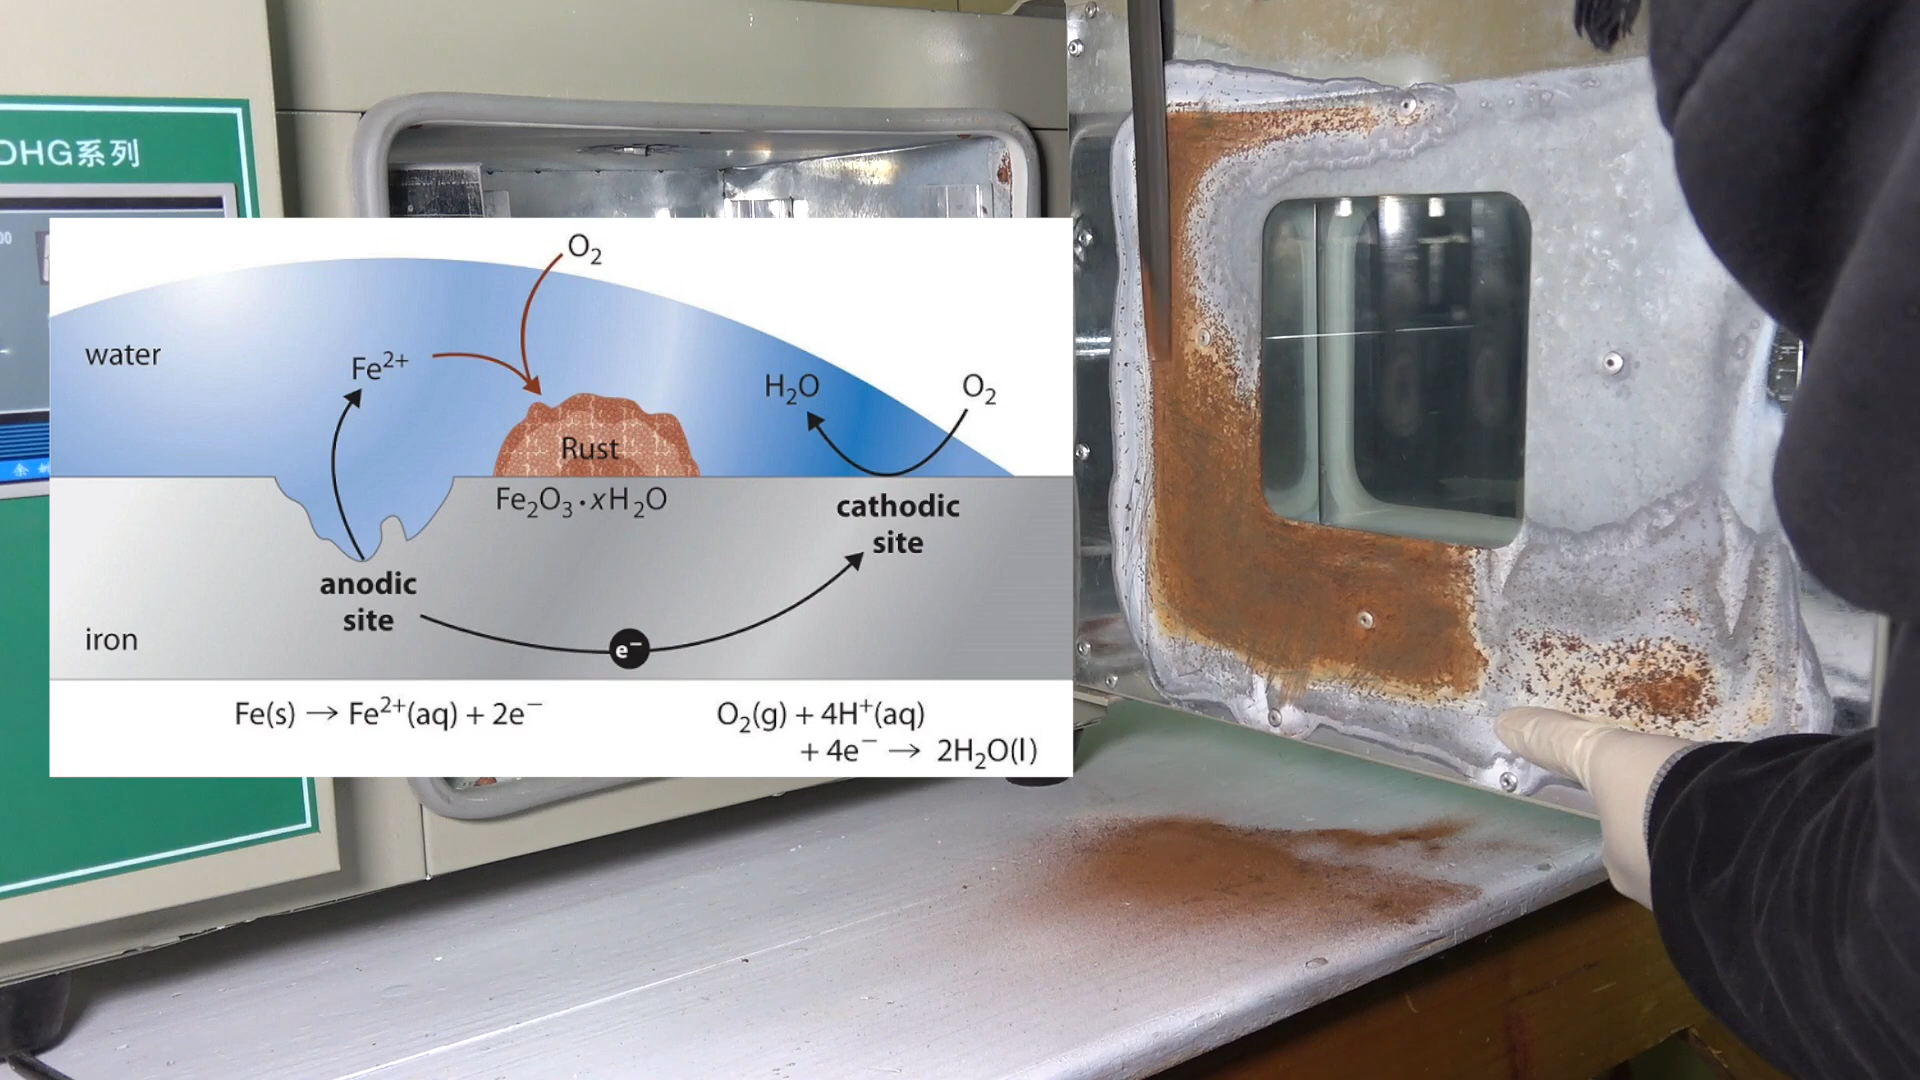 DHG系列
O₂
water
Fe²⁺
H₂O
O₂
Rust
Fe₂O₃·xH₂O
cathodic
site
anodic
site
iron
e⁻
Fe(s) → Fe²⁺(aq) + 2e⁻
O₂(g) + 4H⁺(aq)
+ 4e⁻ → 2H₂O(l)